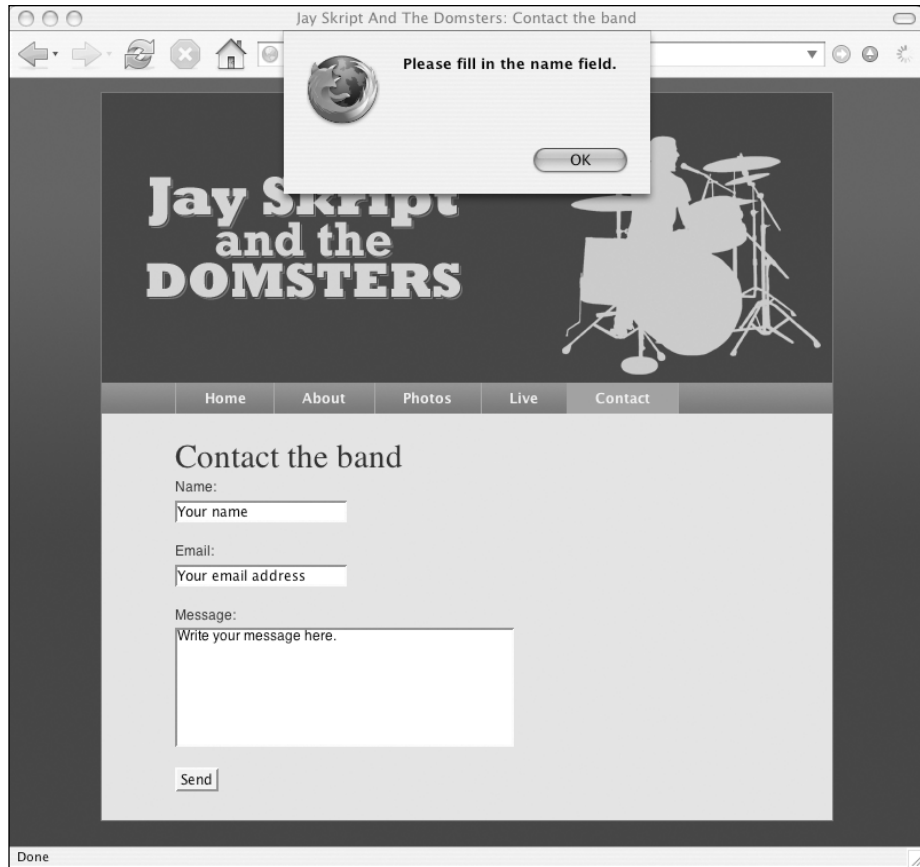 Jay Skript And The Domsters: Contact the band
Please fill in the name field.
OK
Jay Skript
and the
DOMSTERS
Home About Photos Live Contact
Contact the band
Name:
Your name
Email:
Your email address
Message:
Write your message here.
Send
Done